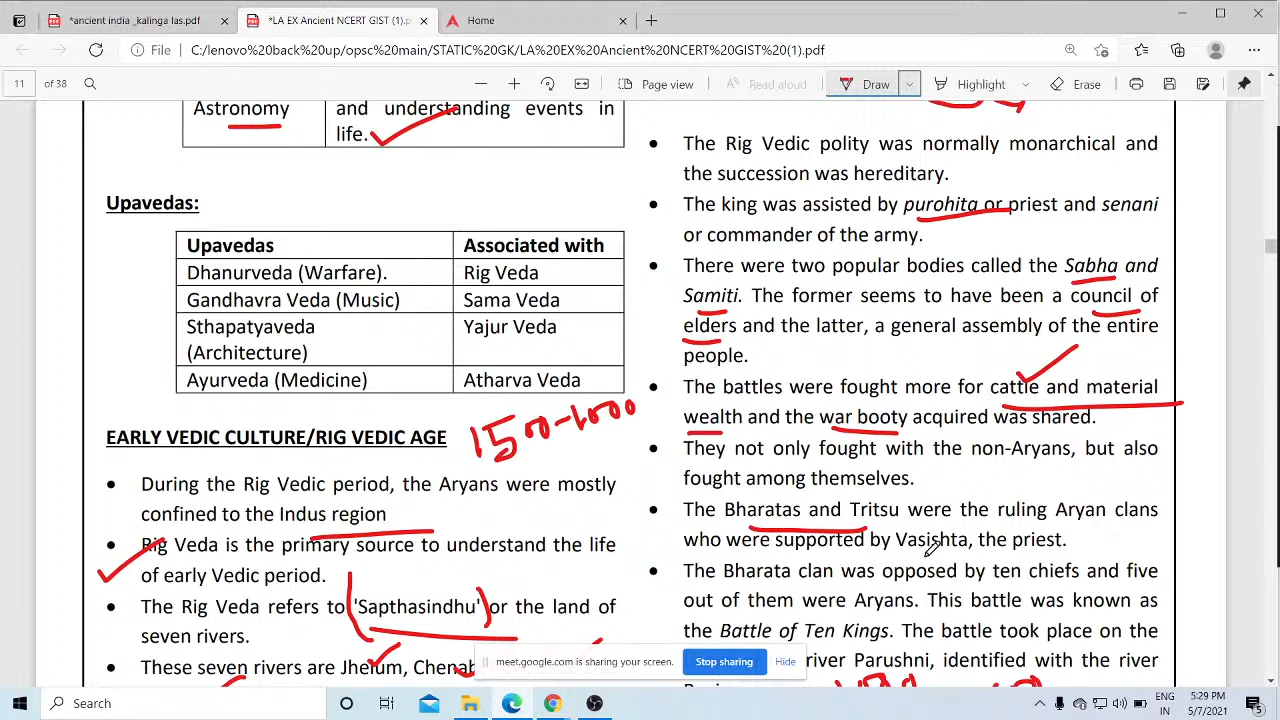 *ancient india _kalinga las.pdf
*LA EX Ancient NCERT GIST (1).p
Home
File
C:/lenovo%20back%20up/opsc%20main/STATIC%20GK/LA%20EX%20Ancient%20NCERT%20GIST%20(1).pdf
11 of 38
Page view
Read aloud
Draw
Highlight
Erase
Astronomy
and understanding events in
life.
Upavedas:
Upavedas Associated with
Dhanurveda (Warfare). Rig Veda
Gandhavra Veda (Music) Sama Veda
Sthapatyaveda Yajur Veda
(Architecture)
Ayurveda (Medicine) Atharva Veda
EARLY VEDIC CULTURE/RIG VEDIC AGE
1500-1000
• During the Rig Vedic period, the Aryans were mostly
confined to the Indus region
• Rig Veda is the primary source to understand the life
of early Vedic period.
• The Rig Veda refers to 'Sapthasindhu' or the land of
seven rivers.
• These seven rivers are Jhelum, Chenab
• The Rig Vedic polity was normally monarchical and
the succession was hereditary.
• The king was assisted by purohita or priest and senani
or commander of the army.
• There were two popular bodies called the Sabha and
Samiti. The former seems to have been a council of
elders and the latter, a general assembly of the entire
people.
• The battles were fought more for cattle and material
wealth and the war booty acquired was shared.
• They not only fought with the non-Aryans, but also
fought among themselves.
• The Bharatas and Tritsu were the ruling Aryan clans
who were supported by Vasishta, the priest.
• The Bharata clan was opposed by ten chiefs and five
out of them were Aryans. This battle was known as
the Battle of Ten Kings. The battle took place on the
river Parushni, identified with the river
meet.google.com is sharing your screen.
Stop sharing
Hide
Search
ENG
IN
5:29 PM
5/7/2021
5